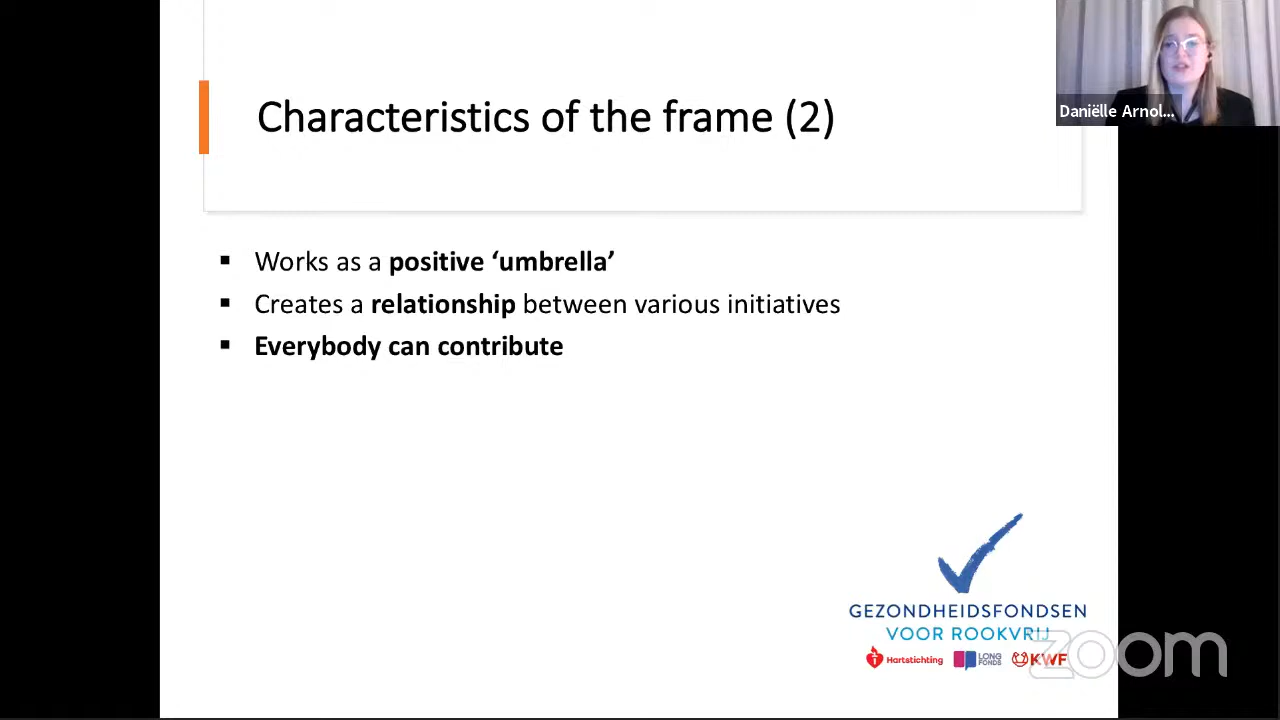 Characteristics of the frame (2)
Daniëlle Arnol...
▪ Works as a positive ‘umbrella’
▪ Creates a relationship between various initiatives
▪ Everybody can contribute
GEZONDHEIDSFONDSEN
VOOR ROOKVRIJ
Hartstichting
LONG
FONDS
KWF
zoom